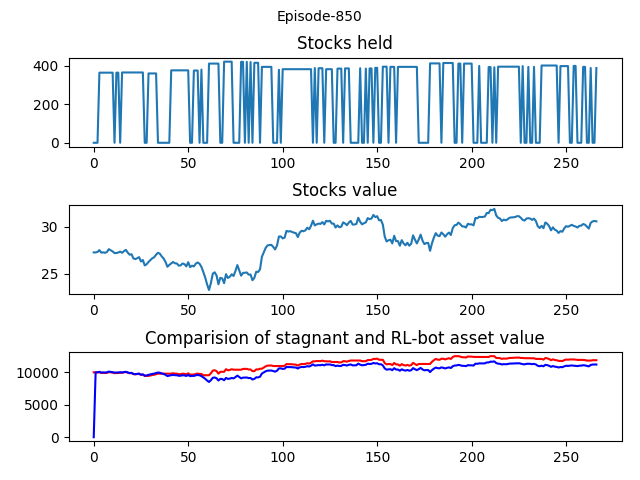 Episode-850
Stocks held
400
200
0
0 50 100 150 200 250
Stocks value
30
25
0 50 100 150 200 250
Comparision of stagnant and RL-bot asset value
10000
5000
0
0 50 100 150 200 250